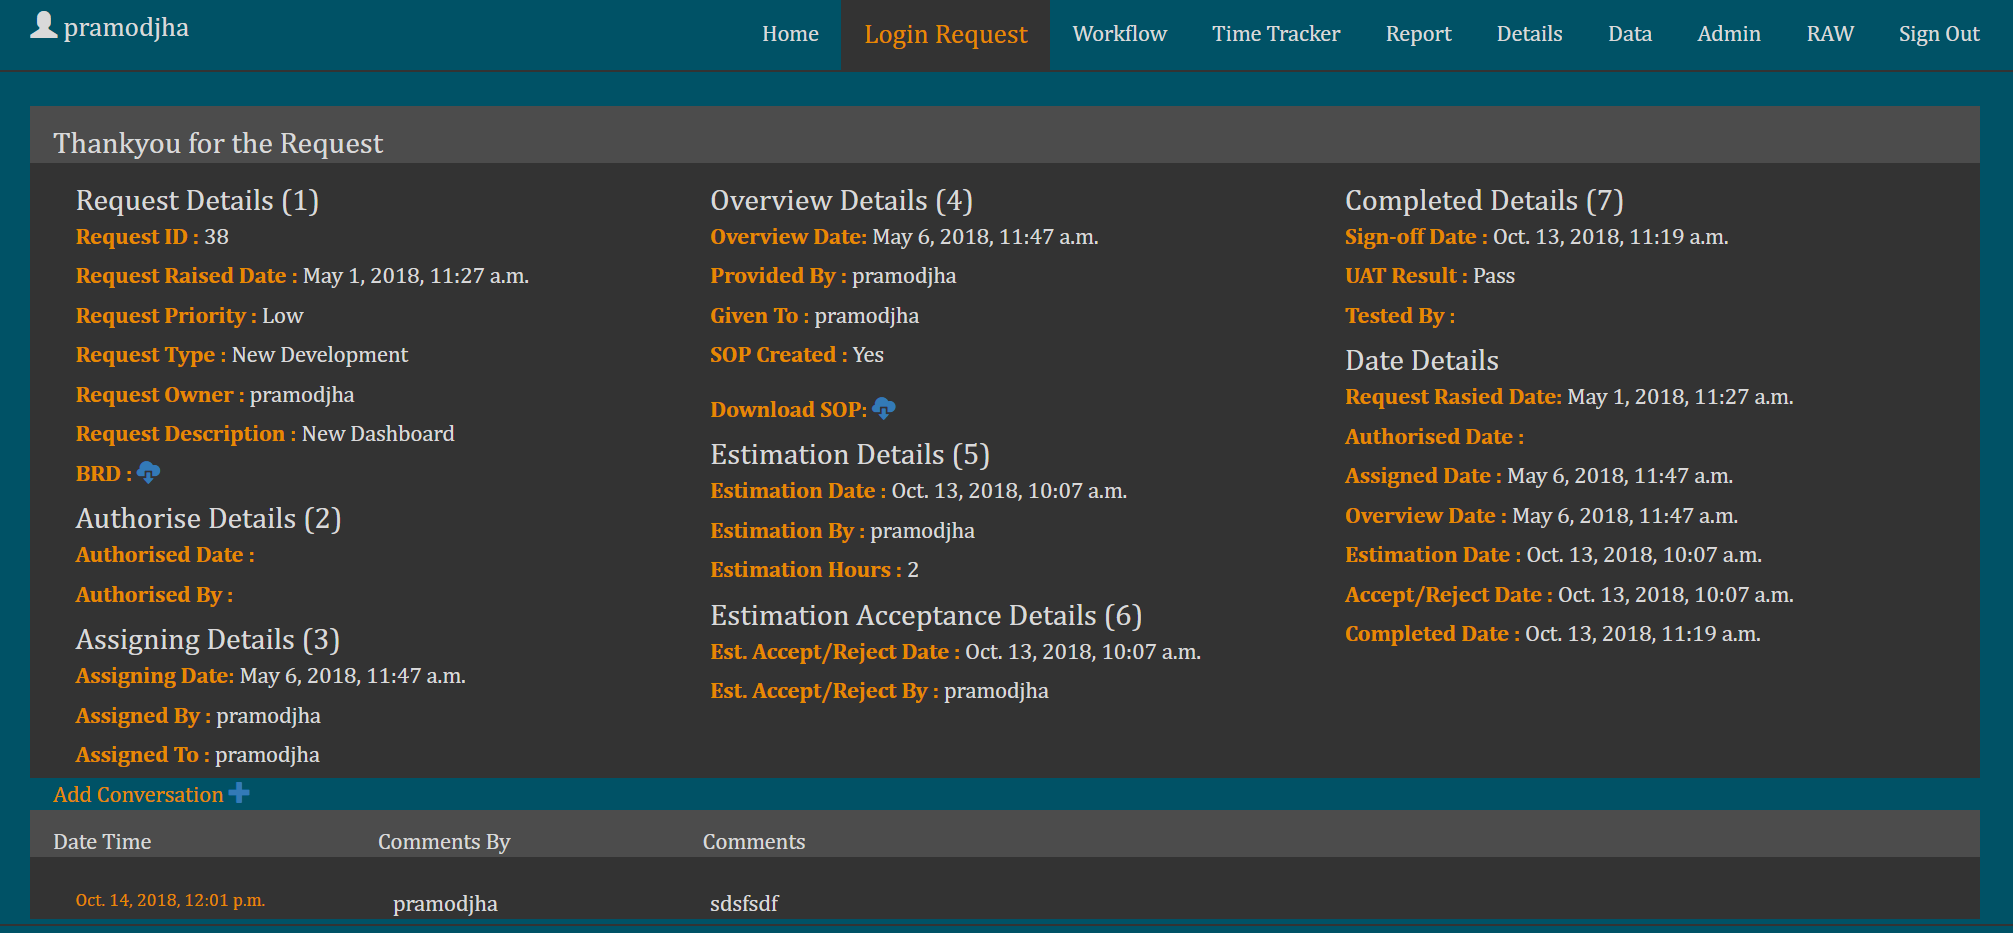 pramodjha
Home Login Request Workflow Time Tracker Report Details Data Admin RAW Sign Out
Thankyou for the Request
Request Details (1)
Request ID : 38
Request Raised Date : May 1, 2018, 11:27 a.m.
Request Priority : Low
Request Type : New Development
Request Owner : pramodjha
Request Description : New Dashboard
BRD :
Authorise Details (2)
Authorised Date :
Authorised By :
Assigning Details (3)
Assigning Date: May 6, 2018, 11:47 a.m.
Assigned By : pramodjha
Assigned To : pramodjha
Overview Details (4)
Overview Date: May 6, 2018, 11:47 a.m.
Provided By : pramodjha
Given To : pramodjha
SOP Created : Yes
Download SOP:
Estimation Details (5)
Estimation Date : Oct. 13, 2018, 10:07 a.m.
Estimation By : pramodjha
Estimation Hours : 2
Estimation Acceptance Details (6)
Est. Accept/Reject Date : Oct. 13, 2018, 10:07 a.m.
Est. Accept/Reject By : pramodjha
Completed Details (7)
Sign-off Date : Oct. 13, 2018, 11:19 a.m.
UAT Result : Pass
Tested By :
Date Details
Request Rasied Date: May 1, 2018, 11:27 a.m.
Authorised Date :
Assigned Date : May 6, 2018, 11:47 a.m.
Overview Date : May 6, 2018, 11:47 a.m.
Estimation Date : Oct. 13, 2018, 10:07 a.m.
Accept/Reject Date : Oct. 13, 2018, 10:07 a.m.
Completed Date : Oct. 13, 2018, 11:19 a.m.
Add Conversation
Date Time Comments By Comments
Oct. 14, 2018, 12:01 p.m. pramodjha sdsfsdf